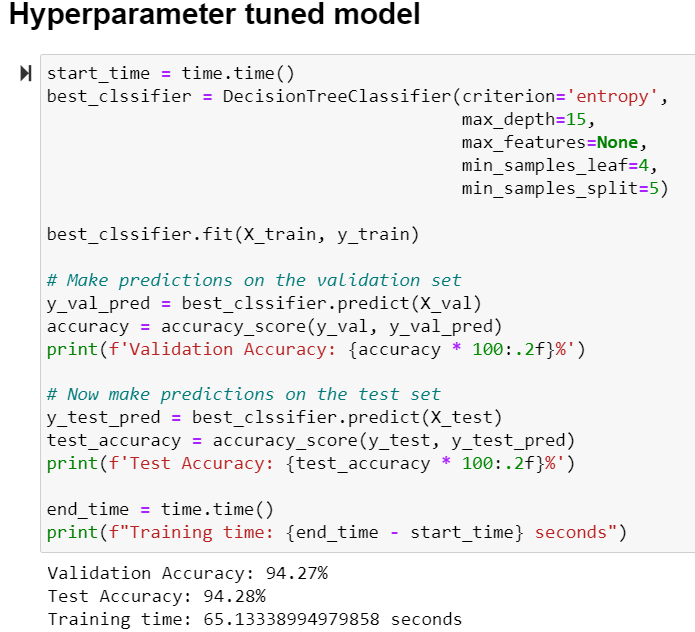 Hyperparameter tuned model
start_time = time.time()
best_clssifier = DecisionTreeClassifier(criterion='entropy',
max_depth=15,
max_features=None,
min_samples_leaf=4,
min_samples_split=5)
best_clssifier.fit(X_train, y_train)
# Make predictions on the validation set
y_val_pred = best_clssifier.predict(X_val)
accuracy = accuracy_score(y_val, y_val_pred)
print(f'Validation Accuracy: {accuracy * 100:.2f}%')
# Now make predictions on the test set
y_test_pred = best_clssifier.predict(X_test)
test_accuracy = accuracy_score(y_test, y_test_pred)
print(f'Test Accuracy: {test_accuracy * 100:.2f}%')
end_time = time.time()
print(f"Training time: {end_time - start_time} seconds")
Validation Accuracy: 94.27%
Test Accuracy: 94.28%
Training time: 65.13338994979858 seconds